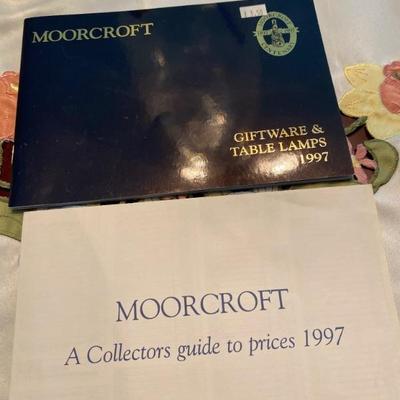 MOORCROFT
GIFTWARE &
TABLE LAMPS
1997
MOORCROFT
A Collectors guide to prices 1997